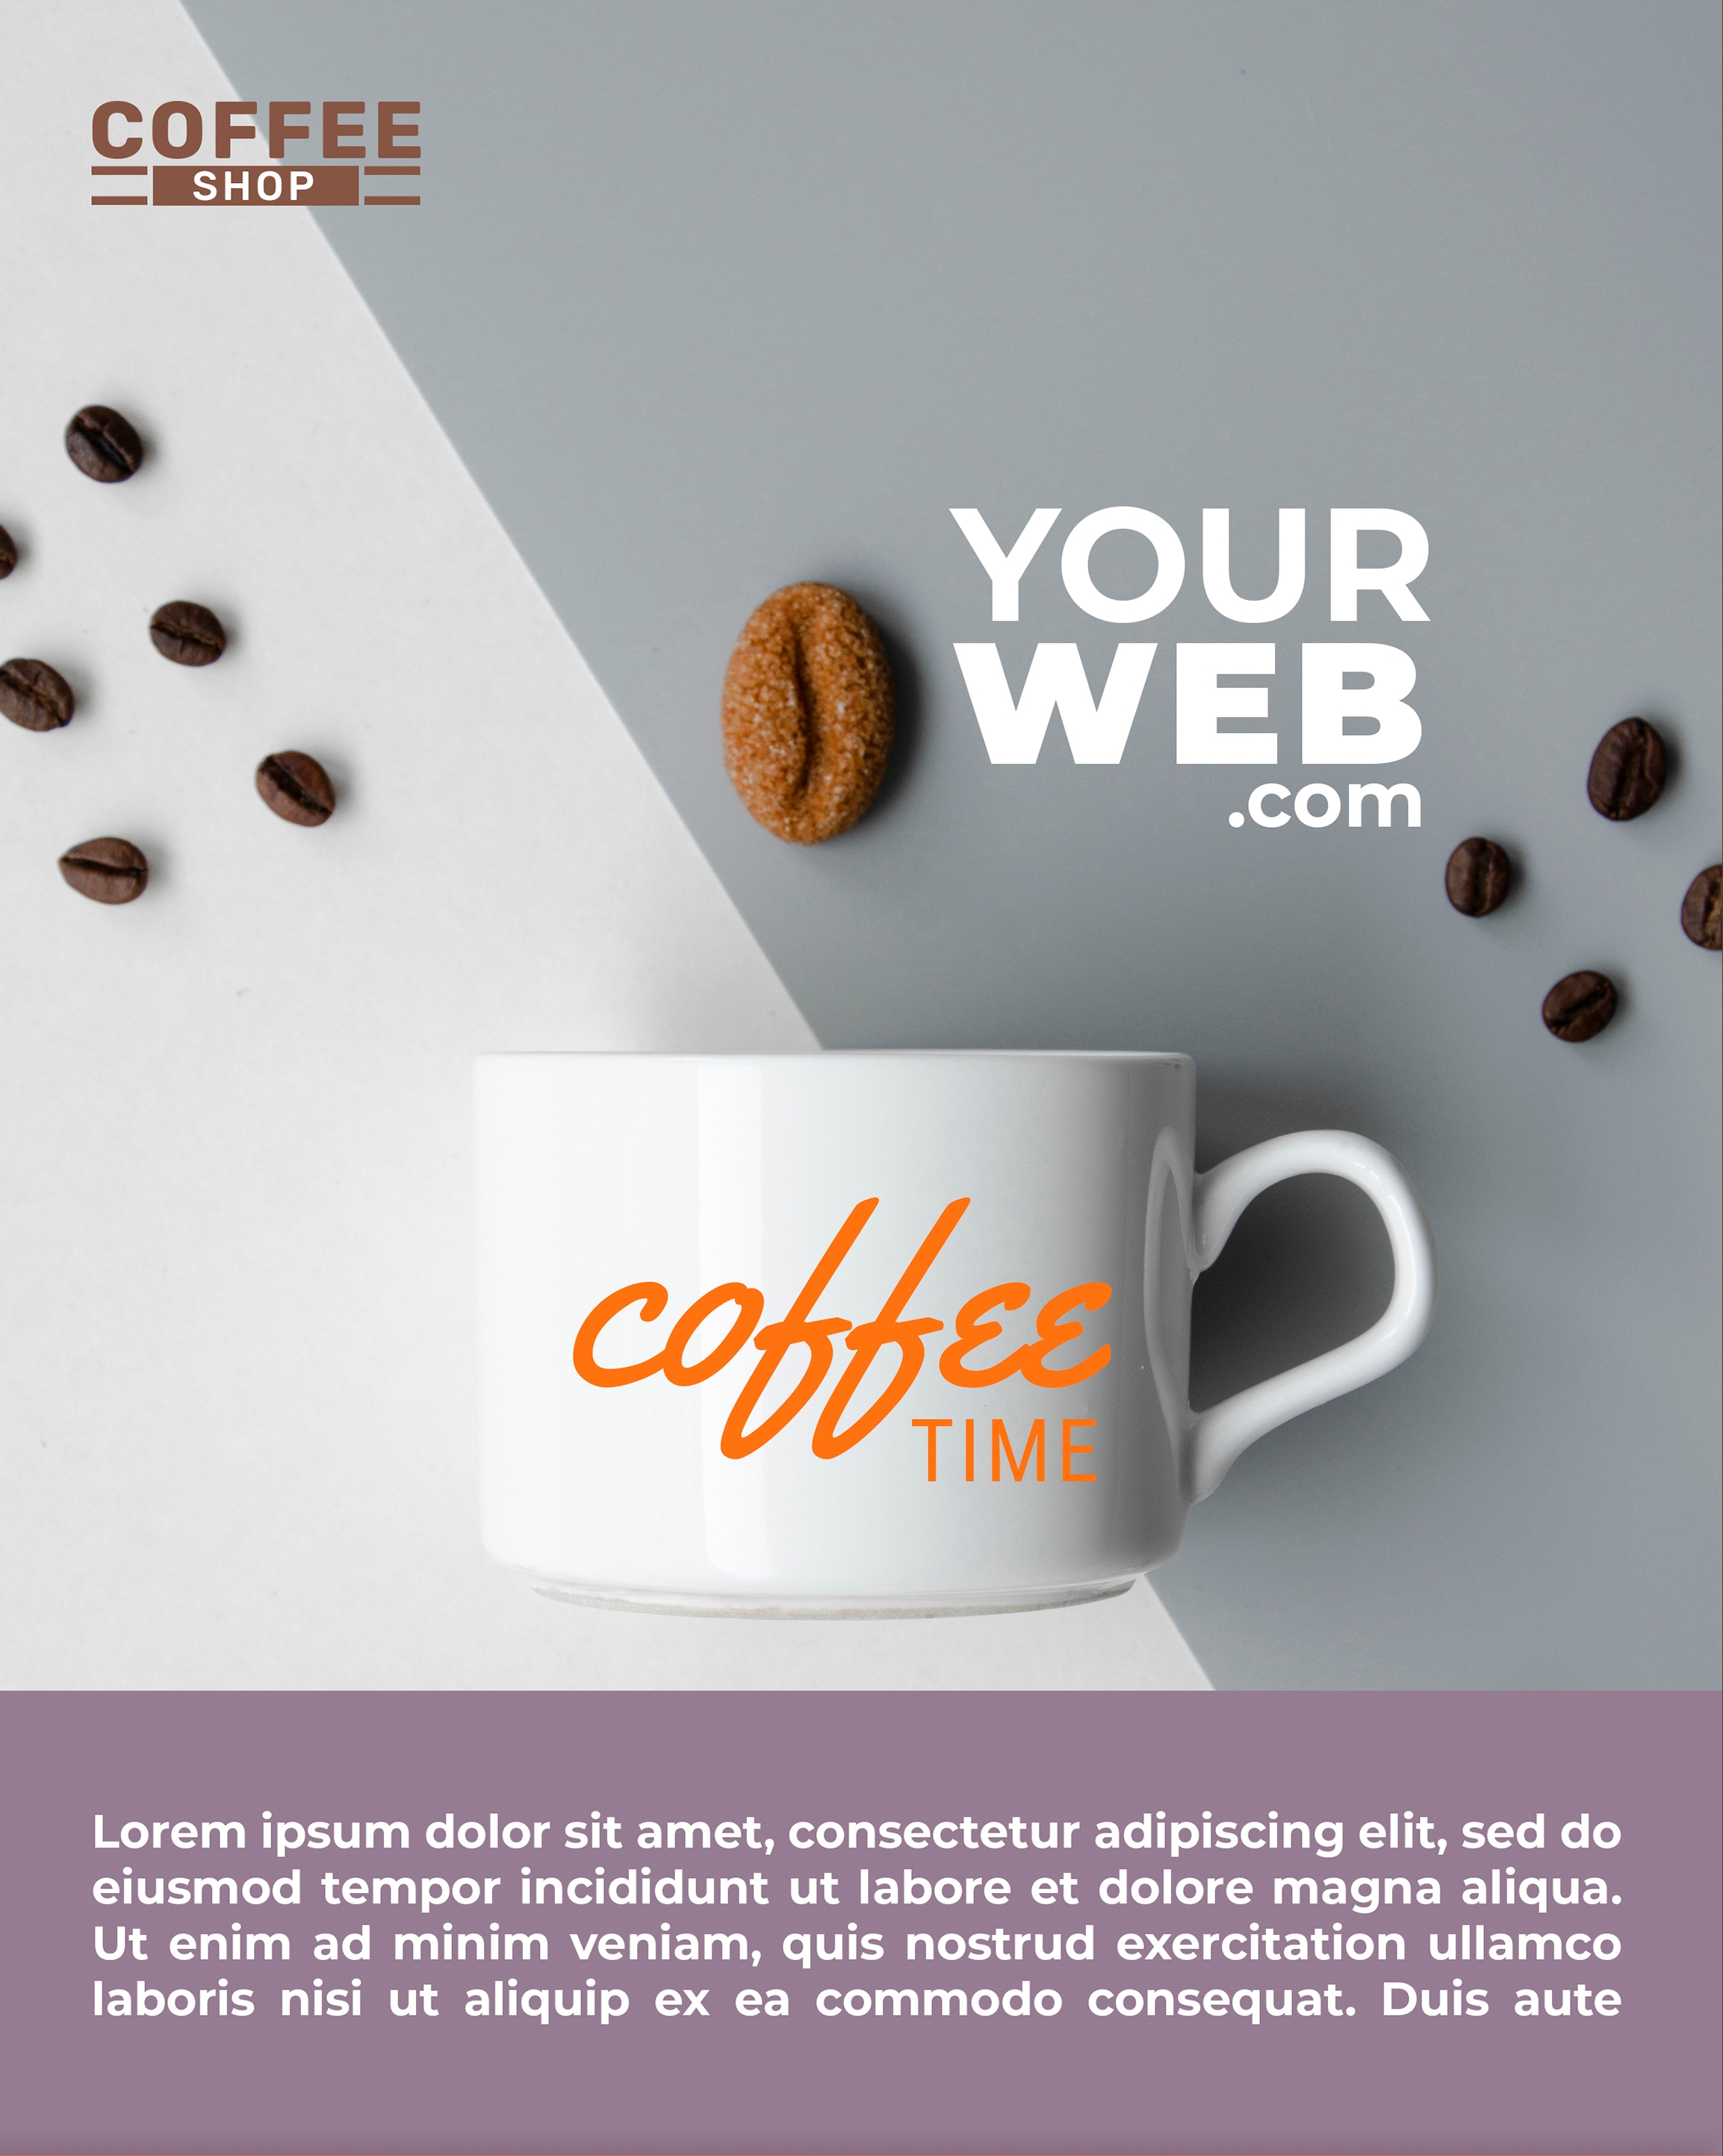 COFFEE
SHOP
YOUR
WEB
.com
coffee
TIME
Lorem ipsum dolor sit amet, consectetur adipiscing elit, sed do
eiusmod tempor incididunt ut labore et dolore magna aliqua.
Ut enim ad minim veniam, quis nostrud exercitation ullamco
laboris nisi ut aliquip ex ea commodo consequat. Duis aute